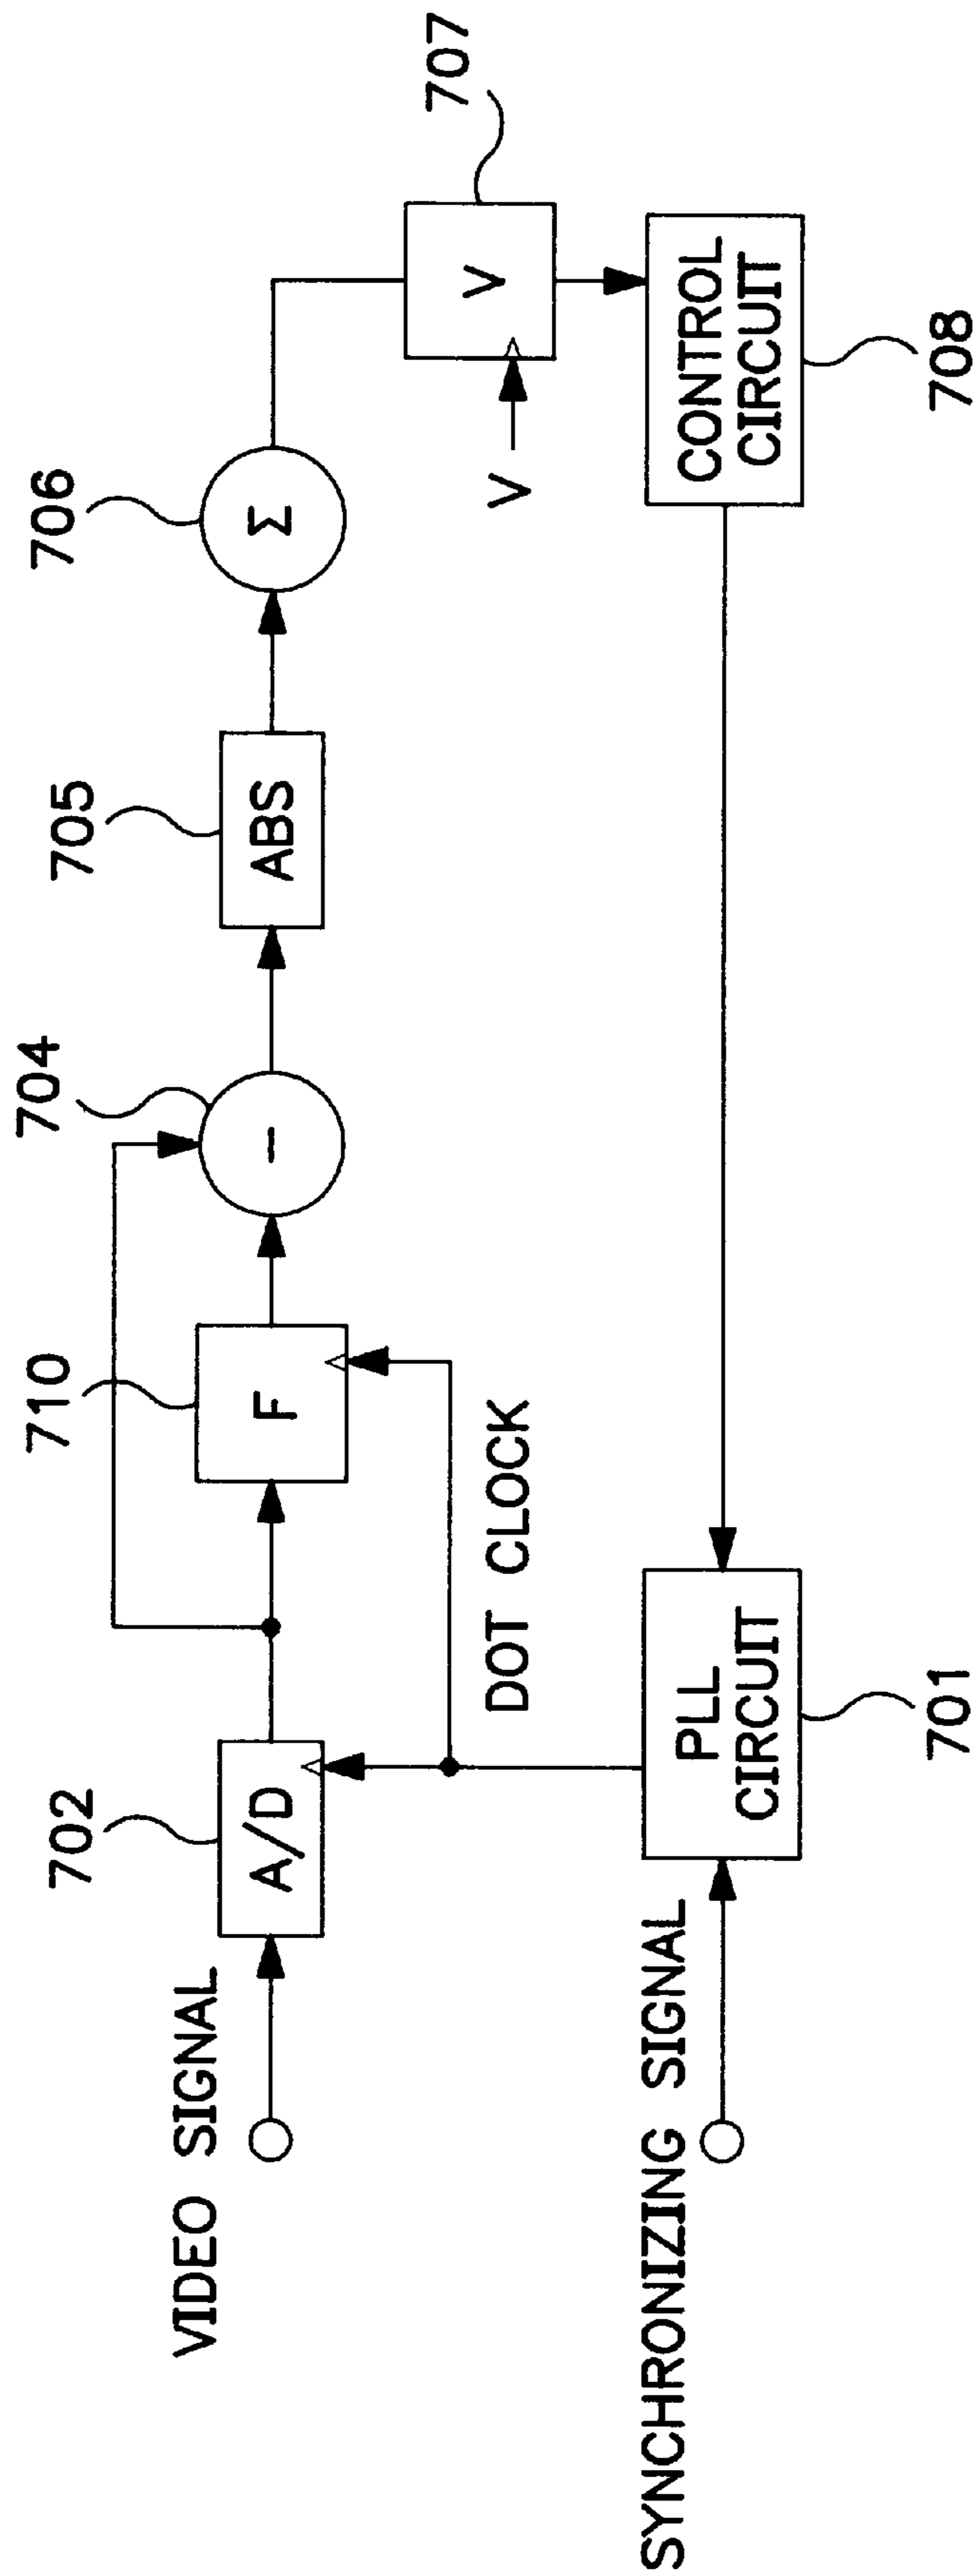 704
706
710
705
702
707
VIDEO SIGNAL
A/D
F
−
ABS
Σ
V
V
DOT CLOCK
SYNCHRONIZING SIGNAL
PLL
CIRCUIT
CONTROL
CIRCUIT
701
708